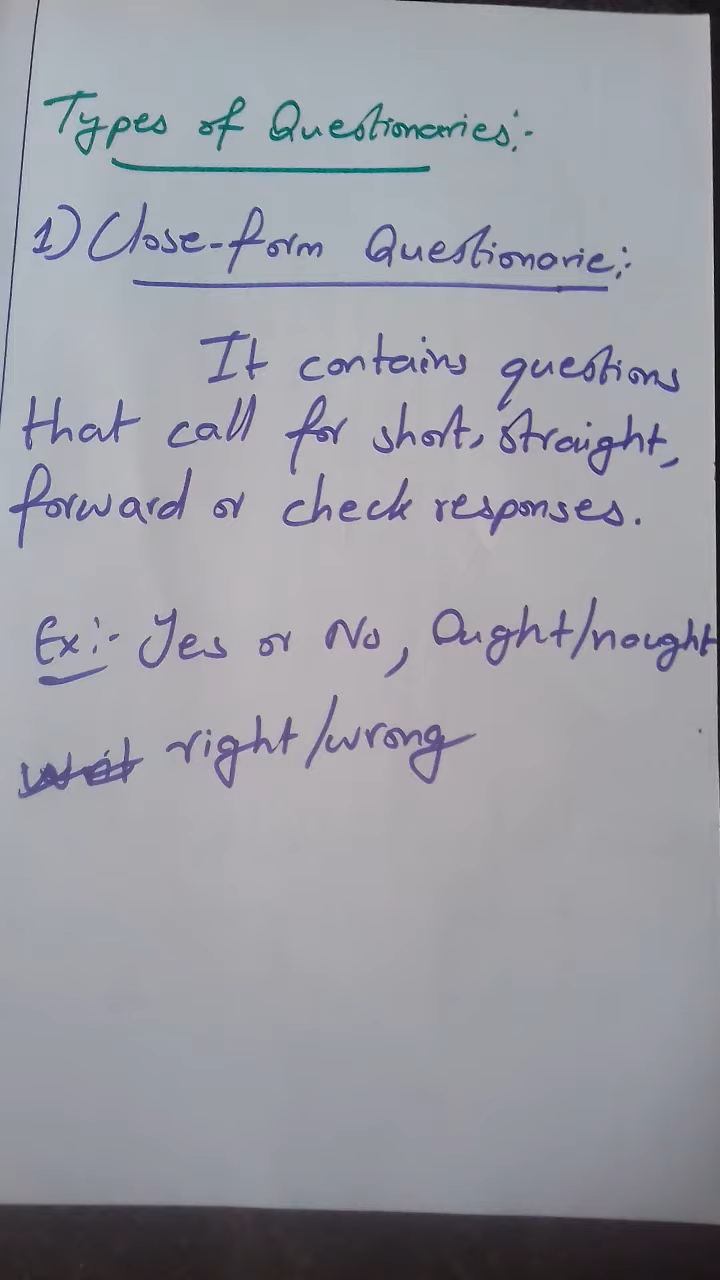 Types of Questionaries:-
1) Close-form Questionarie:-
It contains questions
that call for short, straight,
forward or check responses.
Ex:- Yes or No, Ought/nought
right/wrong